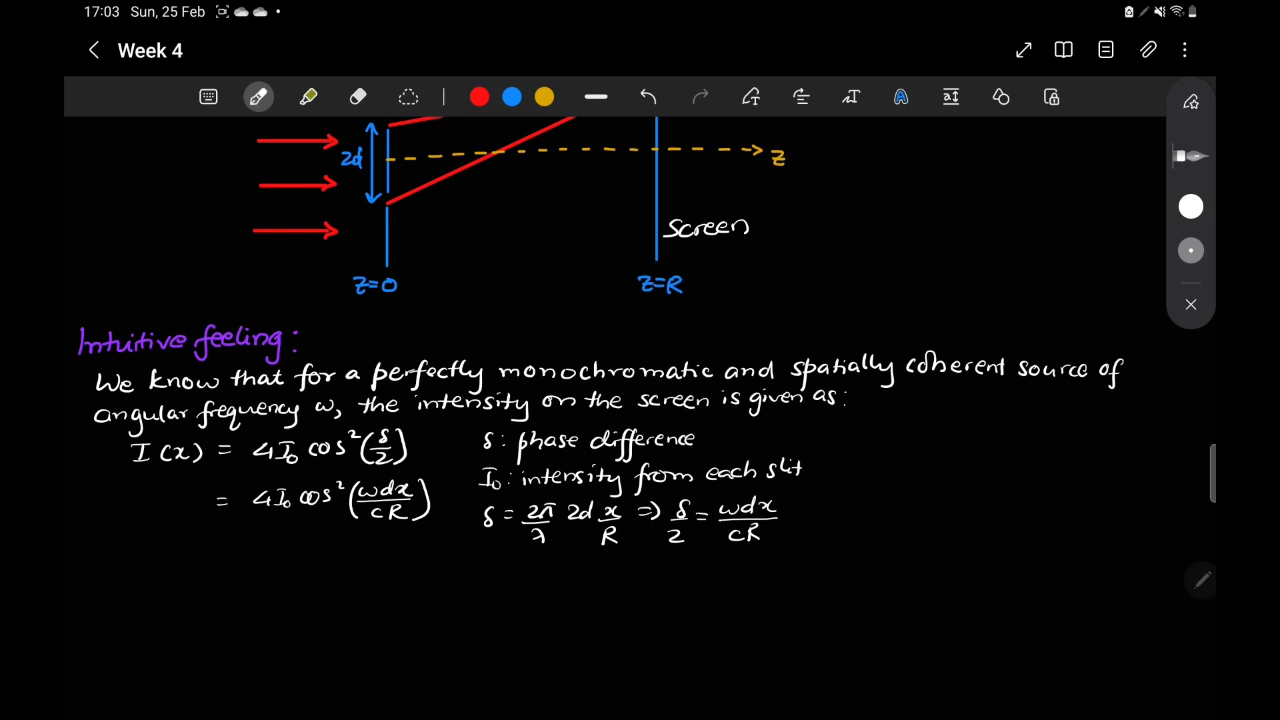 17:03 Sun, 25 Feb
Week 4
2d
z
Screen
z=0
z=R
Intuitive feeling:
We know that for a perfectly monochromatic and spatially coherent source of
angular frequency ω, the intensity on the screen is given as:
I(x) = 4I₀ cos²(δ/2)
δ: phase difference
I₀: intensity from each slit
= 4I₀ cos²(ωdx/cR)
δ = 2π/λ 2d x/R ⇒ δ/2 = ωdx/cR